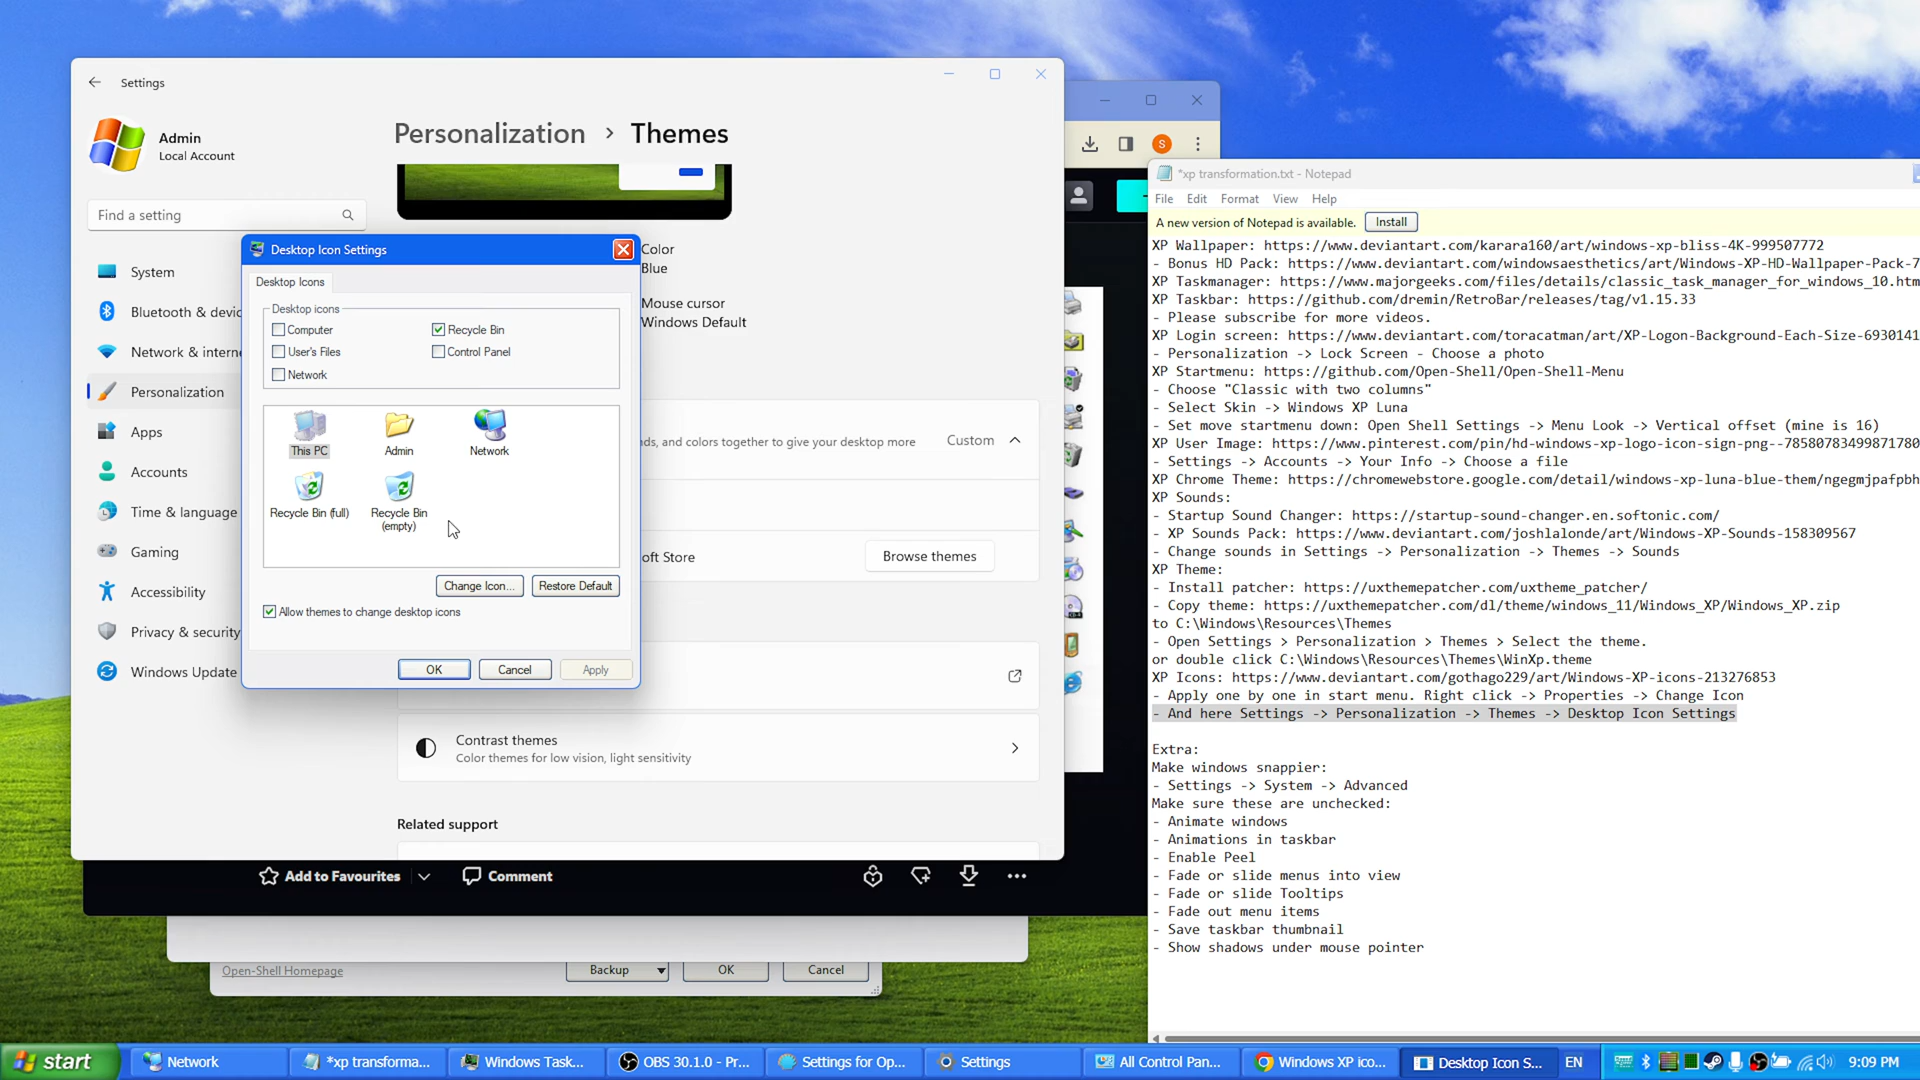 Settings
Admin
Local Account
Find a setting
System
Bluetooth & devic
Network & intern
Personalization
Apps
Accounts
Time & language
Gaming
Accessibility
Privacy & security
Windows Update
Personalization > Themes
Color
Blue
Mouse cursor
Windows Default
nds, and colors together to give your desktop more
Custom
oft Store
Browse themes
Contrast themes
Color themes for low vision, light sensitivity
Related support
Desktop Icon Settings
Desktop Icons
Desktop icons
Computer
Recycle Bin
User's Files
Control Panel
Network
This PC
Admin
Network
Recycle Bin (full)
Recycle Bin
(empty)
Change Icon...
Restore Default
Allow themes to change desktop icons
OK
Cancel
Apply
S
Add to Favourites
Comment
Open-Shell Homepage
Backup
OK
Cancel
*xp transformation.txt - Notepad
File Edit Format View Help
A new version of Notepad is available. Install
XP Wallpaper: https://www.deviantart.com/karara160/art/windows-xp-bliss-4K-999507772
- Bonus HD Pack: https://www.deviantart.com/windowsaesthetics/art/Windows-XP-HD-Wallpaper-Pack-7
XP Taskmanager: https://www.majorgeeks.com/files/details/classic_task_manager_for_windows_10.htm
XP Taskbar: https://github.com/dremin/RetroBar/releases/tag/v1.15.33
- Please subscribe for more videos.
XP Login screen: https://www.deviantart.com/toracatman/art/XP-Logon-Background-Each-Size-6930141
- Personalization -> Lock Screen - Choose a photo
XP Startmenu: https://github.com/Open-Shell/Open-Shell-Menu
- Choose "Classic with two columns"
- Select Skin -> Windows XP Luna
- Set move startmenu down: Open Shell Settings -> Menu Look -> Vertical offset (mine is 16)
XP User Image: https://www.pinterest.com/pin/hd-windows-xp-logo-icon-sign-png--78580783499871780
- Settings -> Accounts -> Your Info -> Choose a file
XP Chrome Theme: https://chromewebstore.google.com/detail/windows-xp-luna-blue-them/ngegmjpafpbh
XP Sounds:
- Startup Sound Changer: https://startup-sound-changer.en.softonic.com/
- XP Sounds Pack: https://www.deviantart.com/joshlalonde/art/Windows-XP-Sounds-158309567
- Change sounds in Settings -> Personalization -> Themes -> Sounds
XP Theme:
- Install patcher: https://uxthemepatcher.com/uxtheme_patcher/
- Copy theme: https://uxthemepatcher.com/dl/theme/windows_11/Windows_XP/Windows_XP.zip
to C:\Windows\Resources\Themes
- Open Settings > Personalization > Themes > Select the theme.
or double click C:\Windows\Resources\Themes\WinXp.theme
XP Icons: https://www.deviantart.com/gothago229/art/Windows-XP-icons-213276853
- Apply one by one in start menu. Right click -> Properties -> Change Icon
- And here Settings -> Personalization -> Themes -> Desktop Icon Settings
Extra:
Make windows snappier:
- Settings -> System -> Advanced
Make sure these are unchecked:
- Animate windows
- Animations in taskbar
- Enable Peel
- Fade or slide menus into view
- Fade or slide Tooltips
- Fade out menu items
- Save taskbar thumbnail
- Show shadows under mouse pointer
start
Network
*xp transforma...
Windows Task...
OBS 30.1.0 - Pr...
Settings for Op...
Settings
All Control Pan...
Windows XP ico...
Desktop Icon S...
EN
9:09 PM